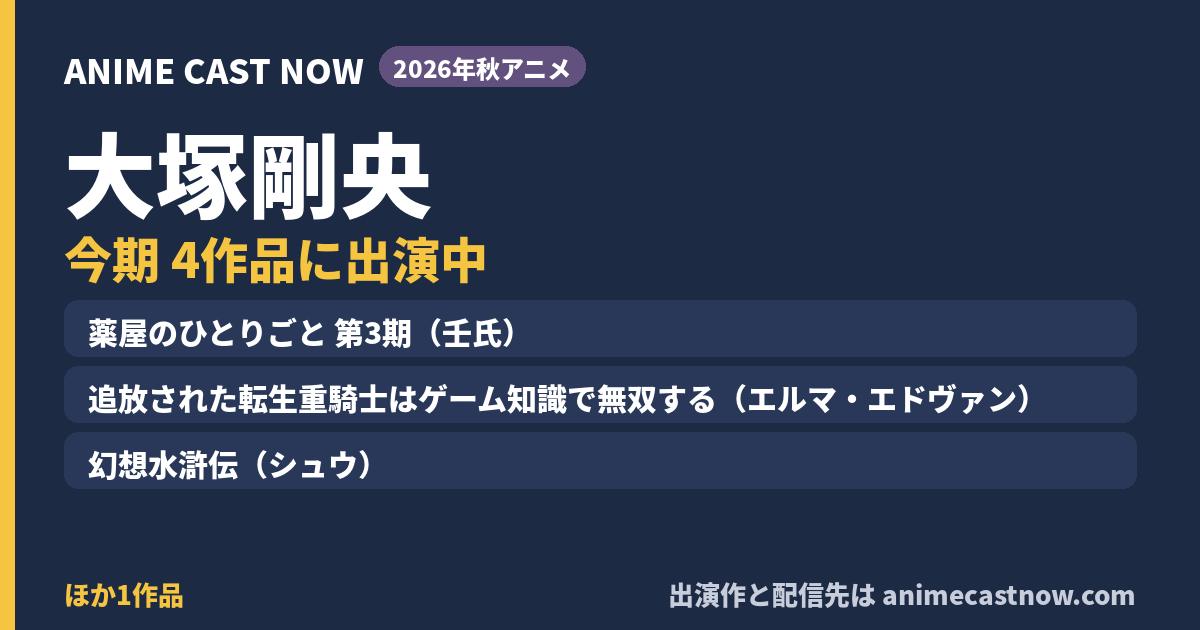 ANIME CAST NOW 2026年秋アニメ
大塚剛央
今期 4作品に出演中
薬屋のひとりごと 第3期（壬氏）
追放された転生重騎士はゲーム知識で無双する（エルマ・エドヴァン）
幻想水滸伝（シュウ）
ほか1作品
出演作と配信先は animecastnow.com